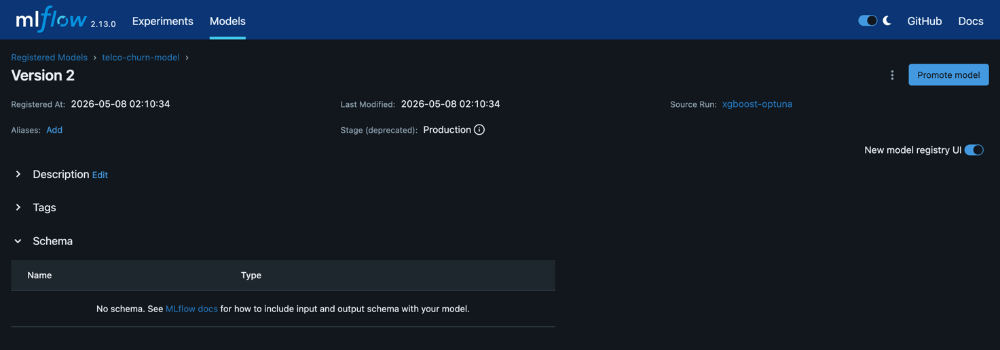 mlflow 2.13.0 Experiments Models GitHub Docs
Registered Models › telco-churn-model ›
Version 2
Promote model
Registered At: 2026-05-08 02:10:34 Last Modified: 2026-05-08 02:10:34 Source Run: xgboost-optuna
Aliases: Add Stage (deprecated): Production
New model registry UI
Description Edit
Tags
Schema
Name Type
No schema. See MLflow docs for how to include input and output schema with your model.